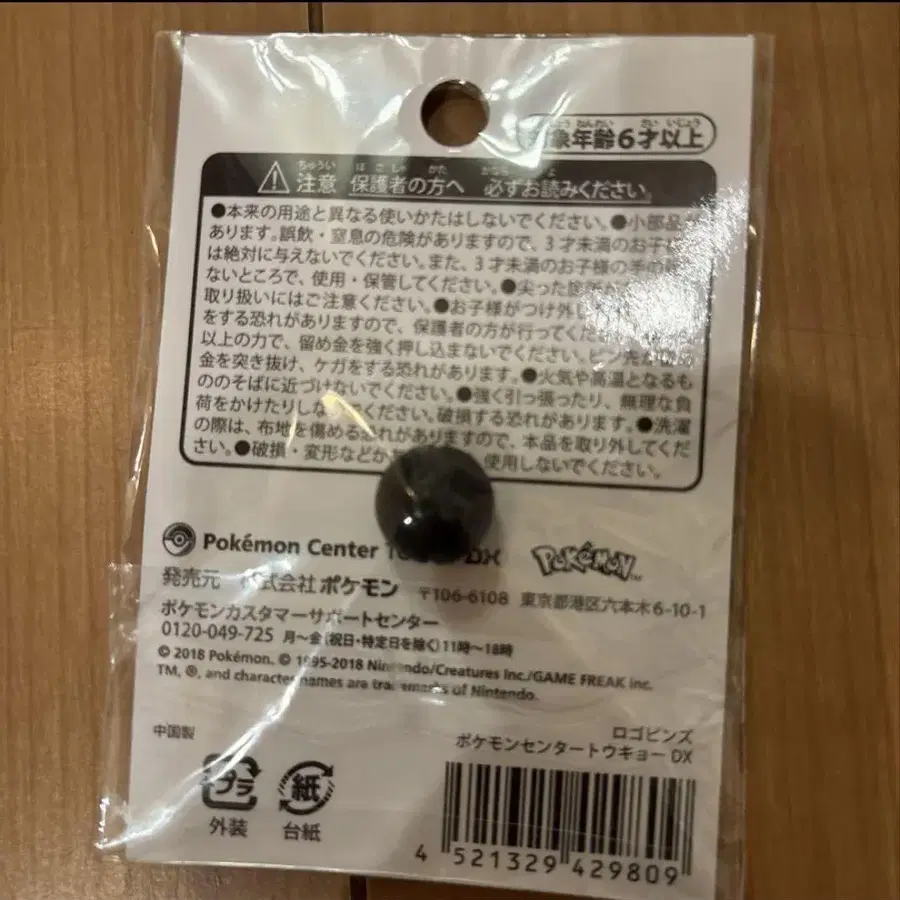 象年齢6才以上
注意 保護者の方へ 必ずお読みください。
●本来の用途と異なる使いかたはしないでください。●小部品が
あります。誤飲・窒息の危険がありますので、3才未満のお子様
は絶対に与えないでください。また、3才未満のお子様の手の
ないところで、使用・保管してください。●尖った
取り扱いにはご注意ください。●お子様がつけ外し
をする恐れがありますので、保護者の方が行ってくだ
以上の力で、留め金を強く押し込まないでください。ピン先が
金を突き抜け、ケガをする恐れがあります。●火気や高温となるも
ののそばに近づけないでください。●強く引っ張ったり、無理な負
荷をかけたりしな てください。破損する恐れがあります。●洗濯
の際は、布地を傷める恐れがありますので、本品を取り外してくだ
さい。●破損・変形などが 使用しないでください。
Pokémon Center DX POKéMON TM
発売元 株式会社 ポケモン 〒106-6108 東京都港区六本木6-10-1
ポケモンカスタマーサポートセンター
0120-049-725 月〜金(祝日・特定日を除く)11時〜18時
© 2018 Pokémon. © 1995-2018 Nintendo/Creatures Inc./GAME FREAK inc.
TM, ®, and character names are trademarks of Nintendo.
中国製
ロゴピンズ
ポケモンセンタートウキョー DX
プラ 紙
外装 台紙
4 521329 429809